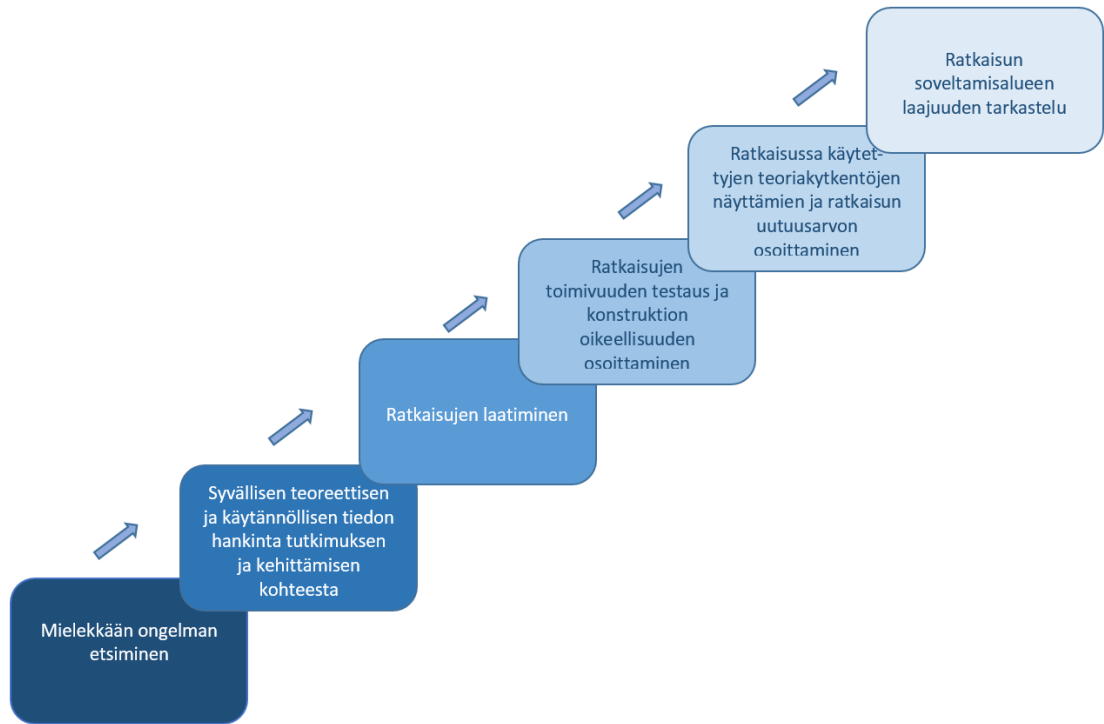 Ratkaisun
soveltamisalueen
laajuuden tarkastelu
Ratkaisussa käytet-
tyjen teoriakytkentöjen
näyttämien ja ratkaisun
uutuusarvon
osoittaminen
Ratkaisujen
toimivuuden testaus ja
konstruktion
oikeellisuuden
osoittaminen
Ratkaisujen laatiminen
Syvällisen teoreettisen
ja käytännöllisen tiedon
hankinta tutkimuksen
ja kehittämisen
kohteesta
Mielekkään ongelman
etsiminen